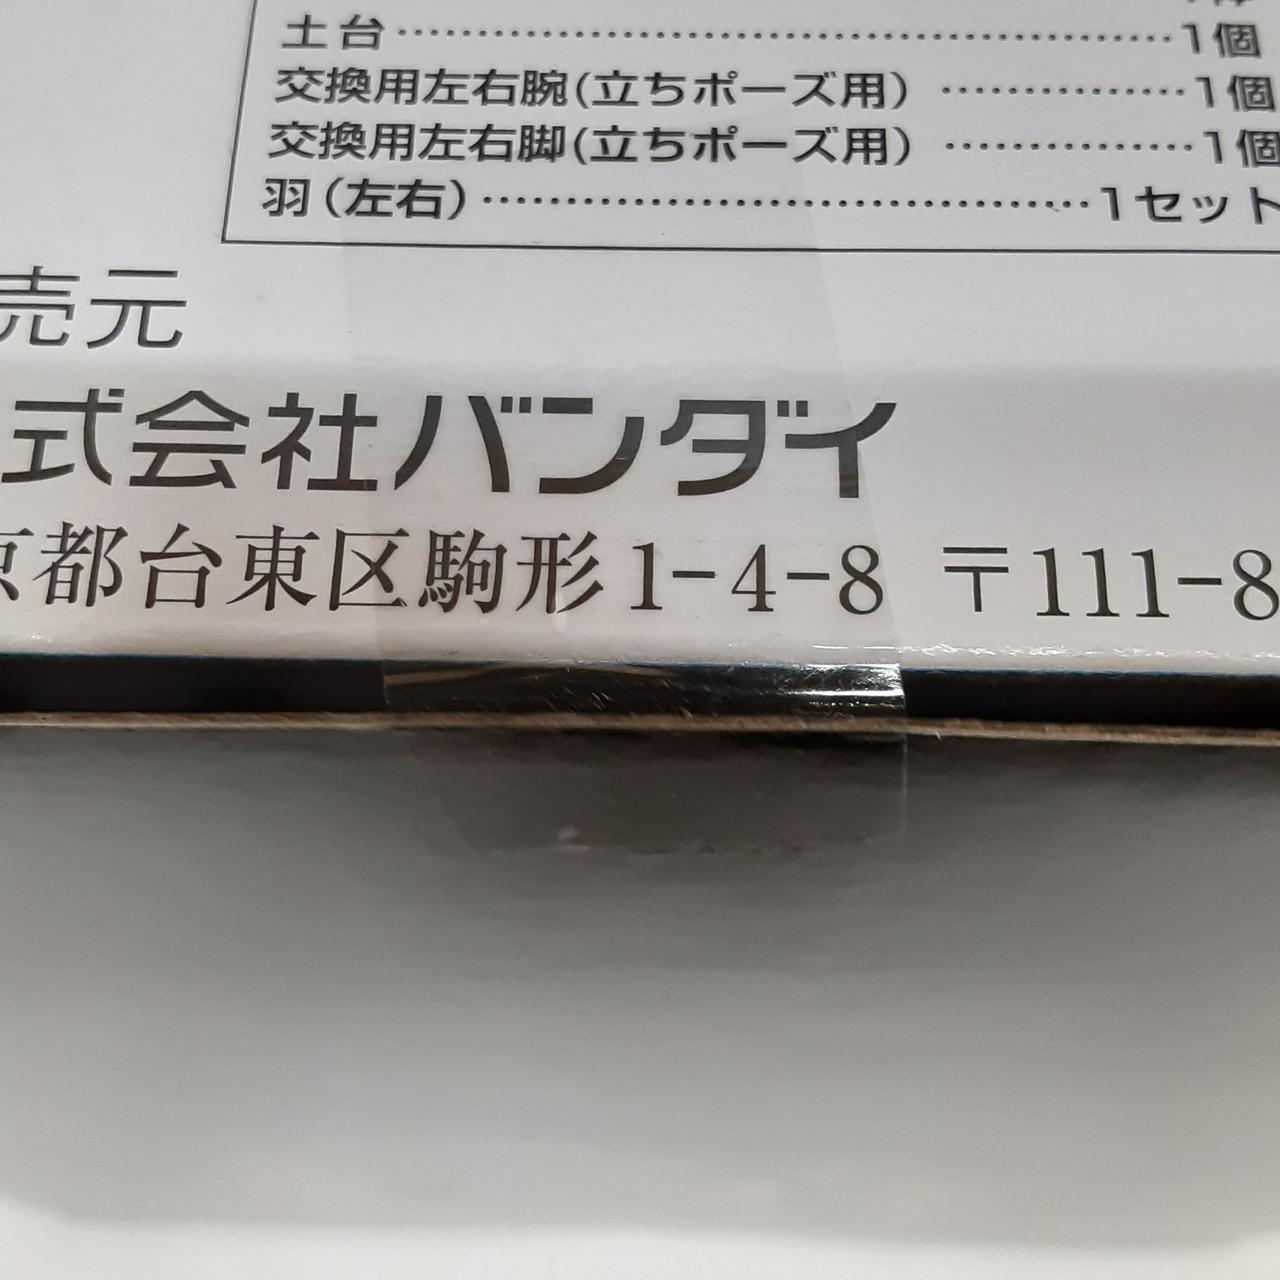 土台……………………………………………1個
交換用左右腕(立ちポーズ用) ……………1個
交換用左右脚(立ちポーズ用) ……………1個
羽(左右)…………………………………1セット
売元
式会社バンダイ
京都台東区駒形1-4-8 〒111-8